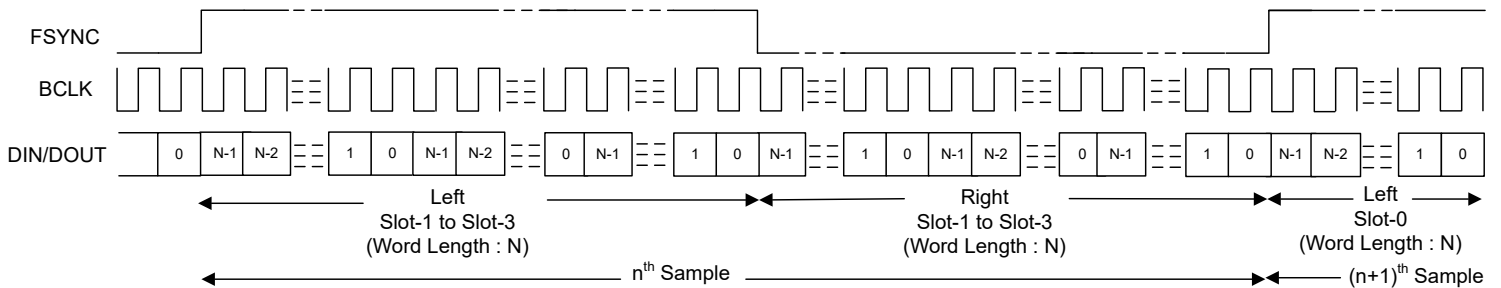 FSYNC
BCLK
DIN/DOUT 0 N-1 N-2 1 0 N-1 N-2 0 N-1 1 0 N-1 1 0 N-1 N-2 0 N-1 1 0 N-1 N-2 1 0
Left
Slot-1 to Slot-3
(Word Length : N)
Right
Slot-1 to Slot-3
(Word Length : N)
Left
Slot-0
(Word Length : N)
nth Sample
(n+1)th Sample